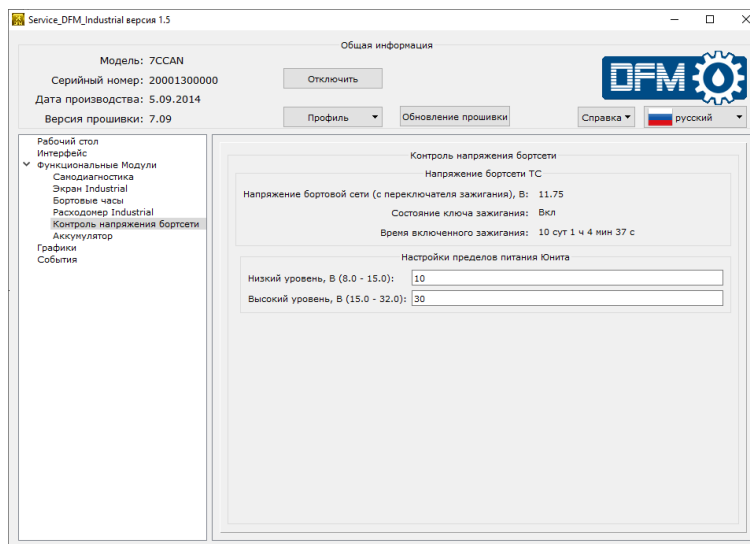 Service_DFM_Industrial версия 1.5
Общая информация
Модель: 7CCAN
Серийный номер: 20001300000
Дата производства: 5.09.2014
Версия прошивки: 7.09
Отключить
Профиль
Обновление прошивки
DFM
Справка
русский
Рабочий стол
Интерфейс
Функциональные Модули
Самодиагностика
Экран Industrial
Бортовые часы
Расходомер Industrial
Контроль напряжения бортсети
Аккумулятор
Графики
События
Контроль напряжения бортсети
Напряжение бортсети ТС
Напряжение бортовой сети (с переключателя зажигания), В: 11.75
Состояние ключа зажигания: Вкл
Время включенного зажигания: 10 сут 1 ч 4 мин 37 с
Настройки пределов питания Юнита
Низкий уровень, В (8.0 - 15.0): 10
Высокий уровень, В (15.0 - 32.0): 30